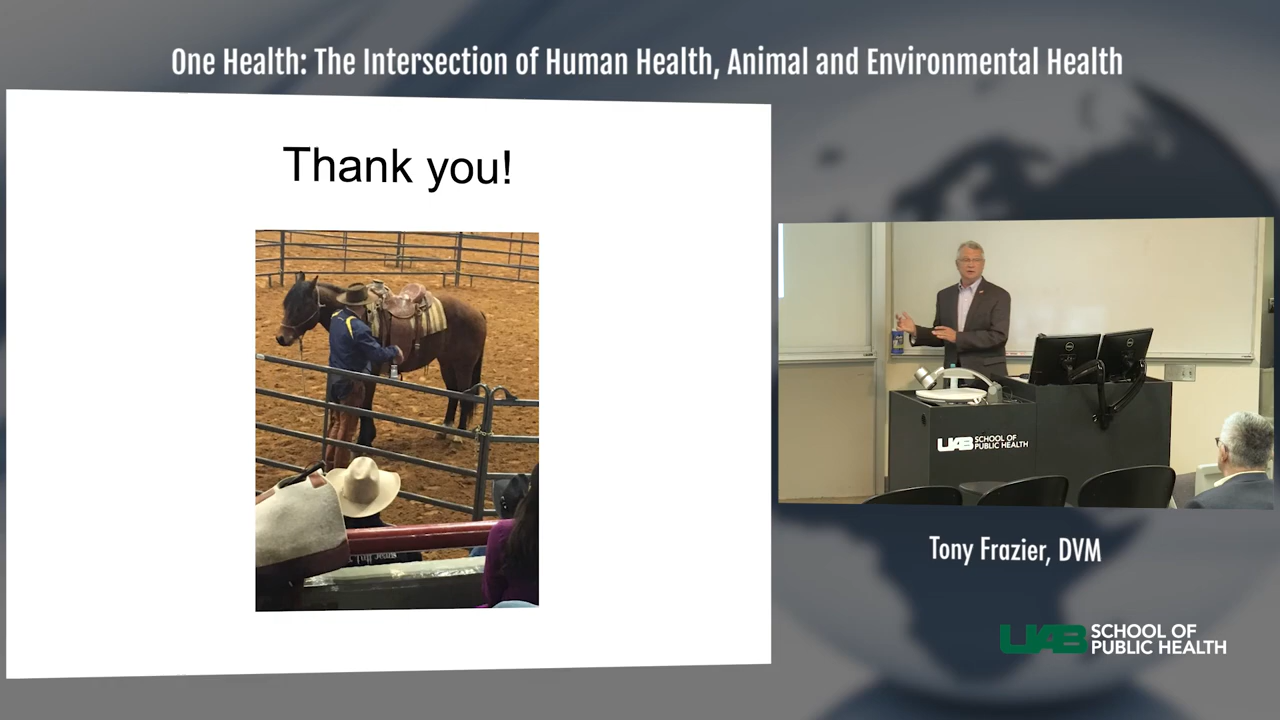 One Health: The Intersection of Human Health, Animal and Environmental Health
Thank you!
UAB SCHOOL OF
PUBLIC HEALTH
Tony Frazier, DVM
UAB SCHOOL OF
PUBLIC HEALTH